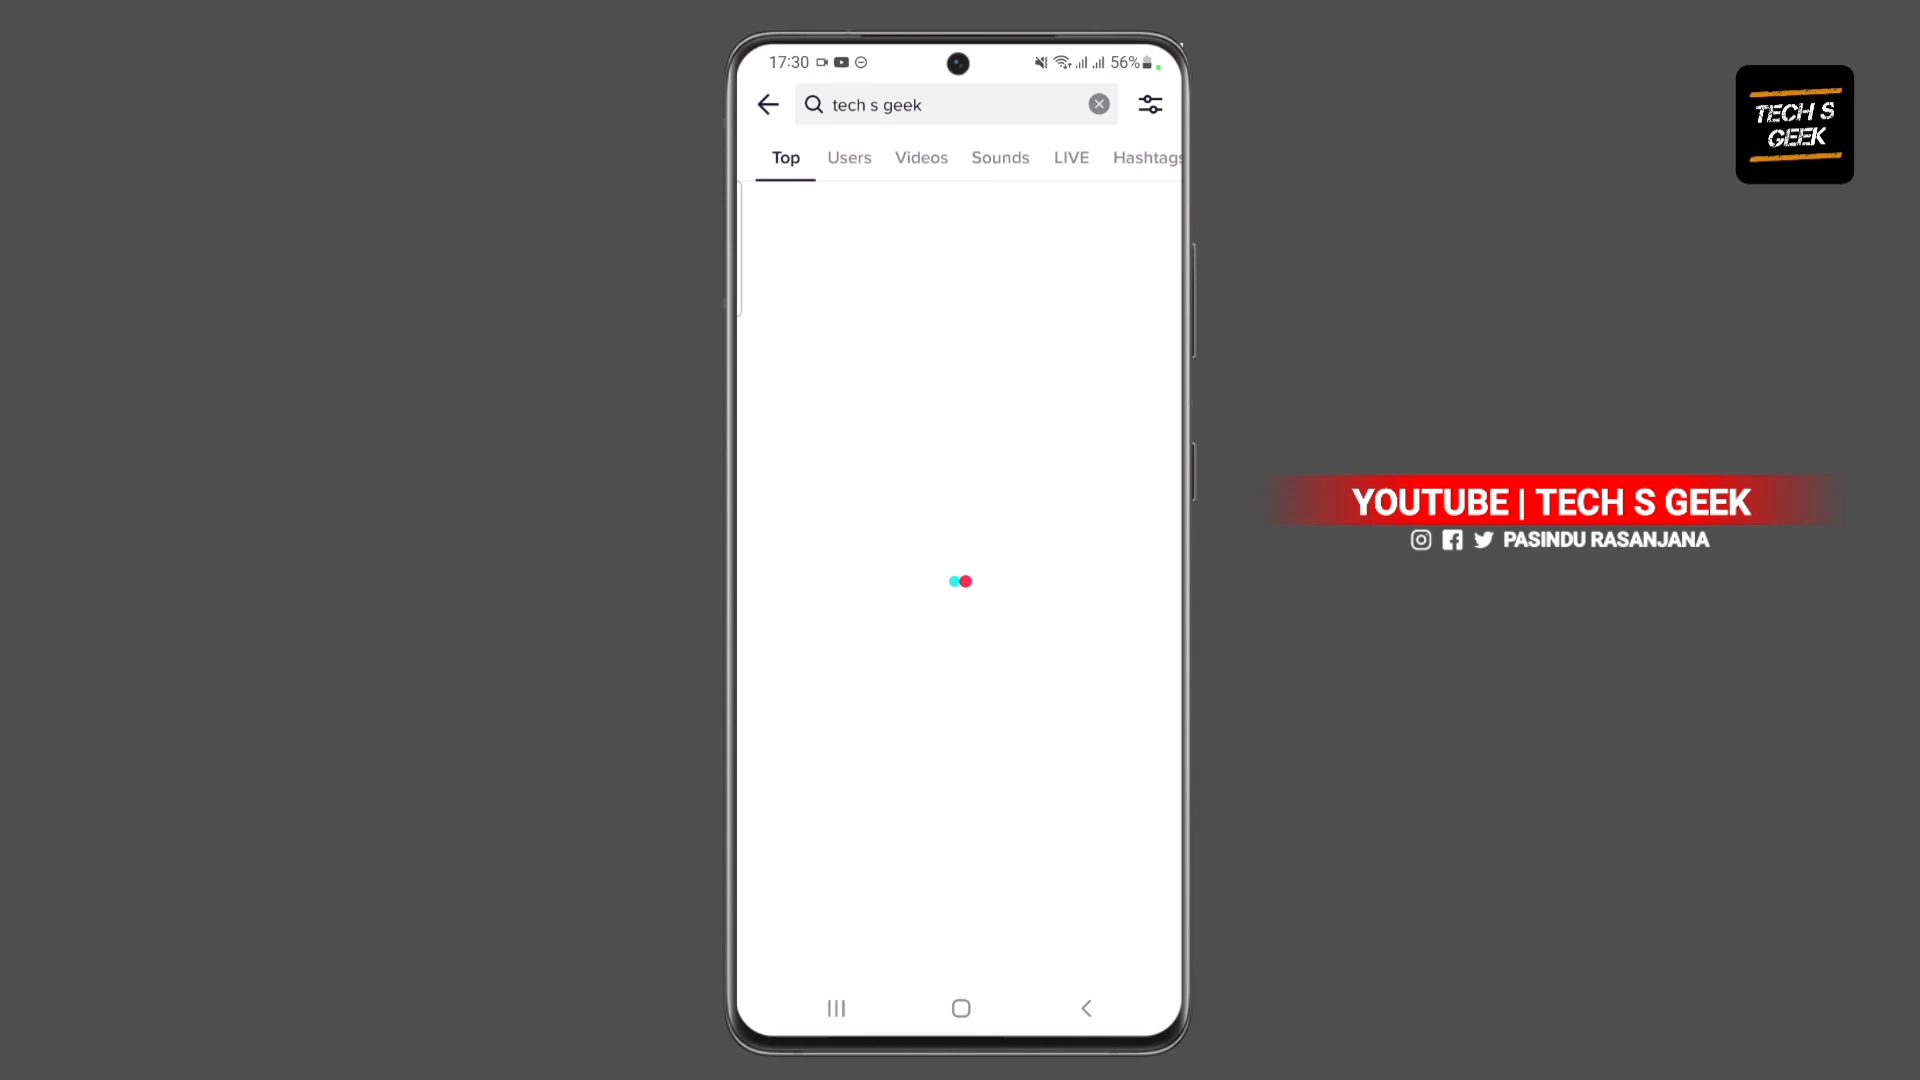 17:30
56%
tech s geek
Top Users Videos Sounds LIVE Hashtags
TECH S
GEEK
YOUTUBE | TECH S GEEK
PASINDU RASANJANA